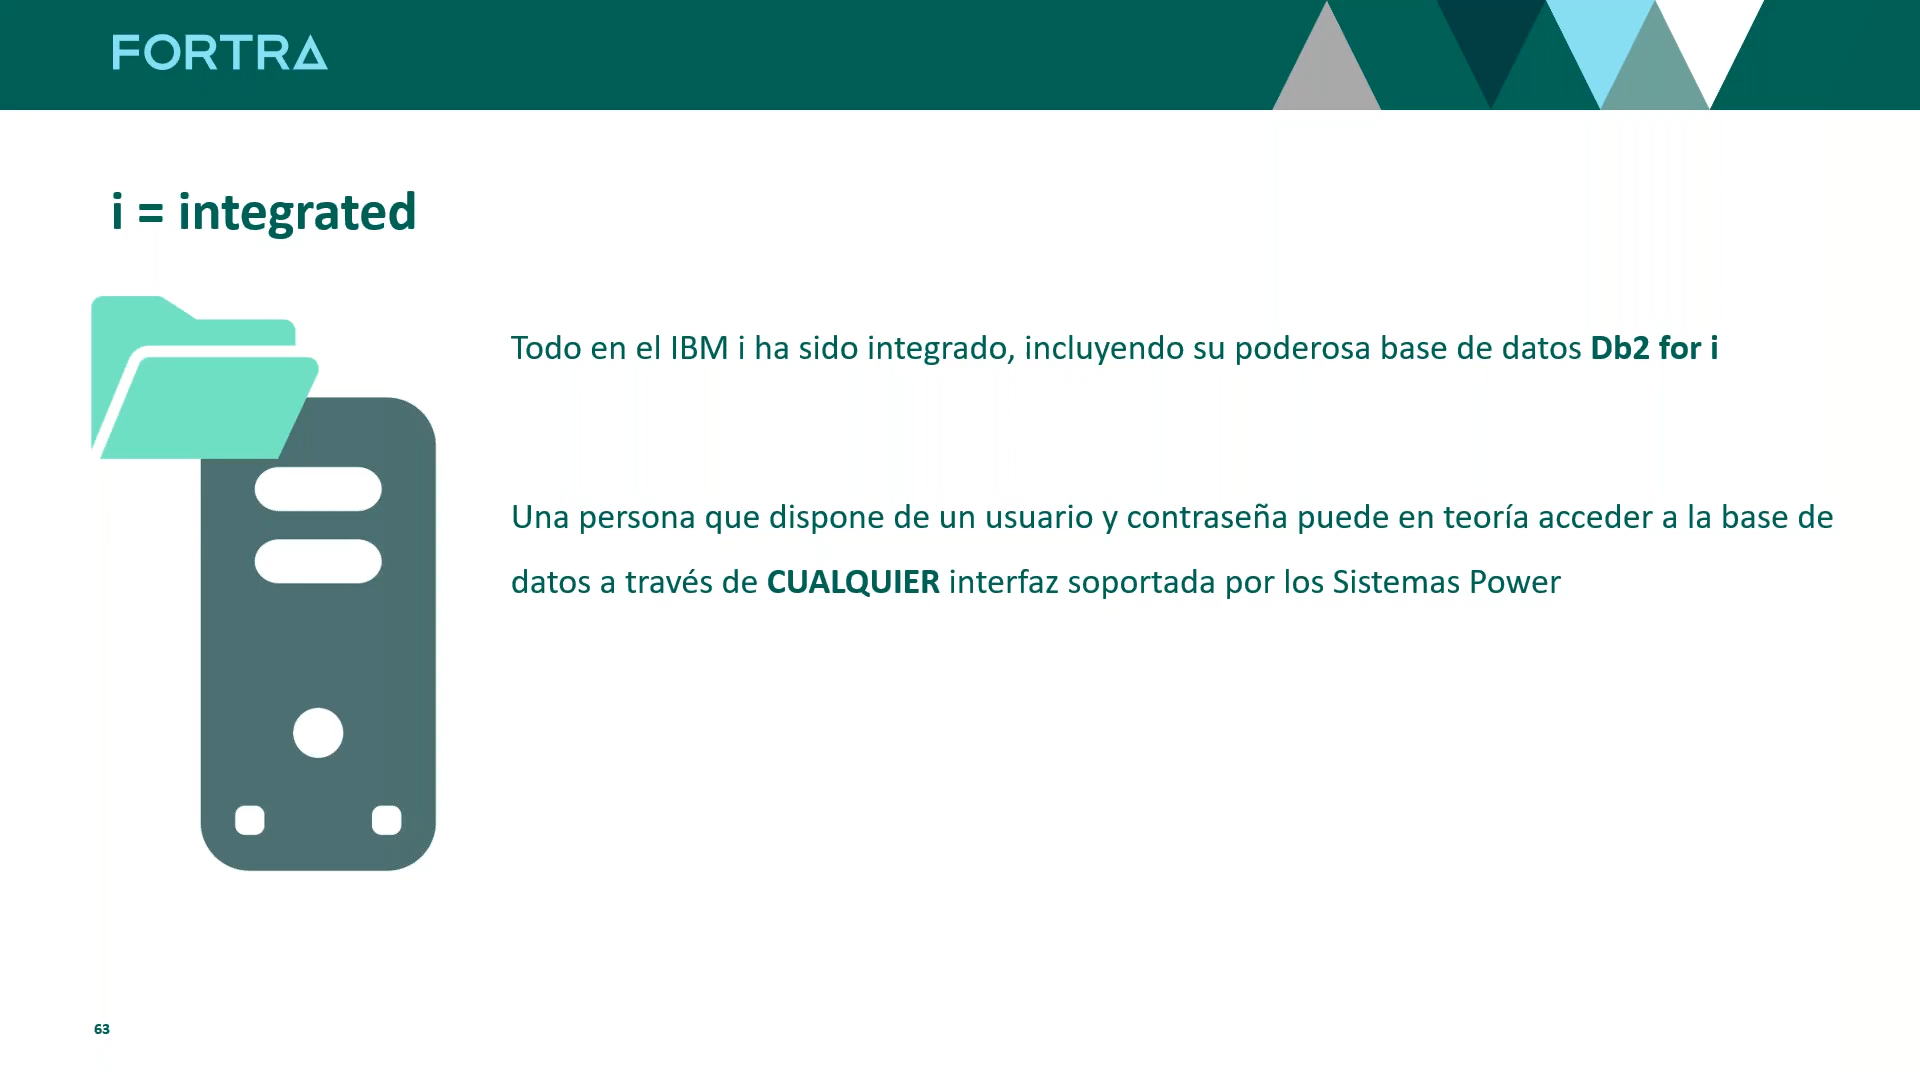 FORTRA
i = integrated
Todo en el IBM i ha sido integrado, incluyendo su poderosa base de datos Db2 for i
Una persona que dispone de un usuario y contraseña puede en teoría acceder a la base de
datos a través de CUALQUIER interfaz soportada por los Sistemas Power
63